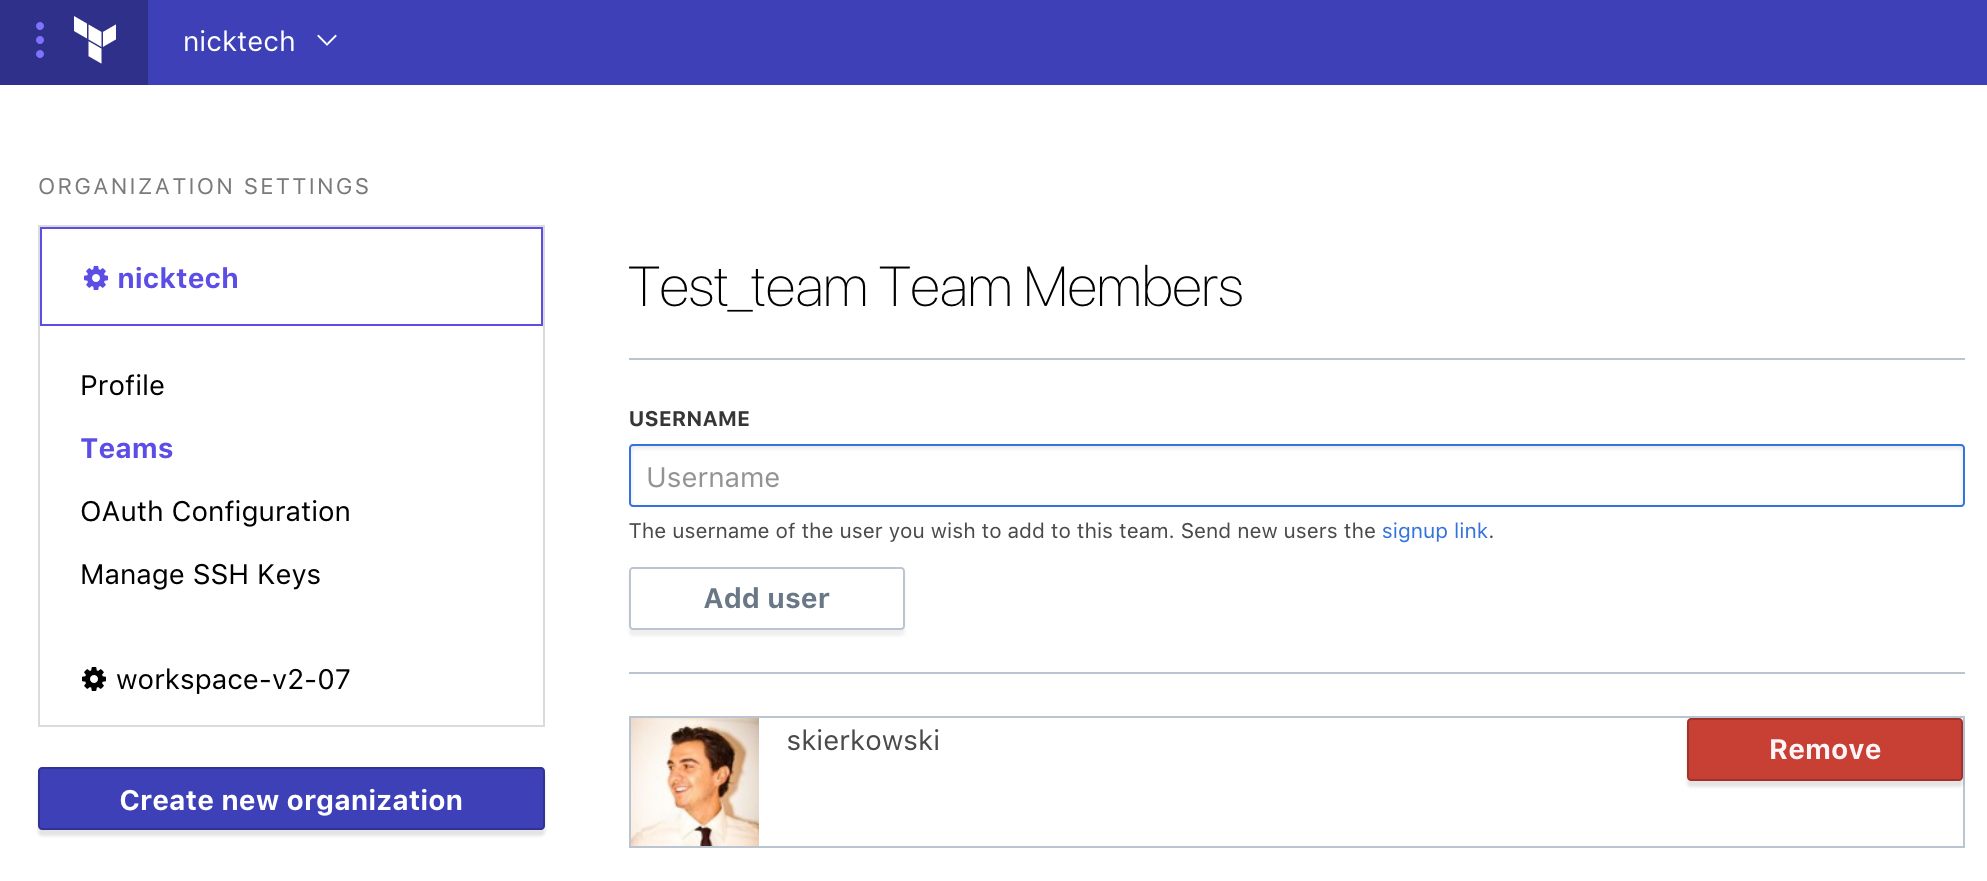 nicktech
ORGANIZATION SETTINGS
nicktech
Profile
Teams
OAuth Configuration
Manage SSH Keys
workspace-v2-07
Create new organization
Test_team Team Members
USERNAME
Username
The username of the user you wish to add to this team. Send new users the signup link.
Add user
skierkowski
Remove